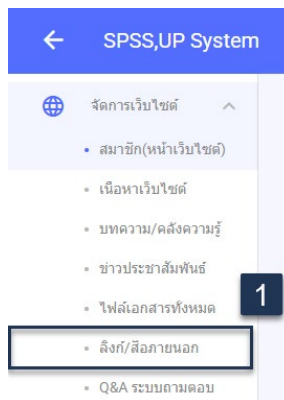 SPSS,UP System
จัดการเว็บไซต์
สมาชิก(หน้าเว็บไซต์)
เนื้อหาเว็บไซต์
บทความ/คลังความรู้
ข่าวประชาสัมพันธ์
ไฟล์เอกสารทั้งหมด
1
ลิงก์/สือภายนอก
Q&A ระบบถามตอบ